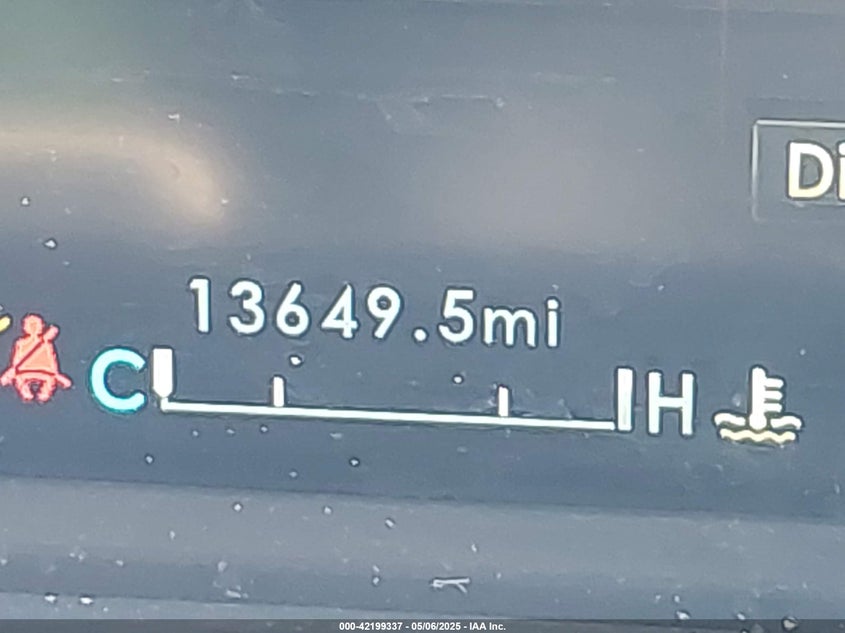 Di
13649.5mi
C H
000-42199337 - 05/06/2025 - IAA Inc.